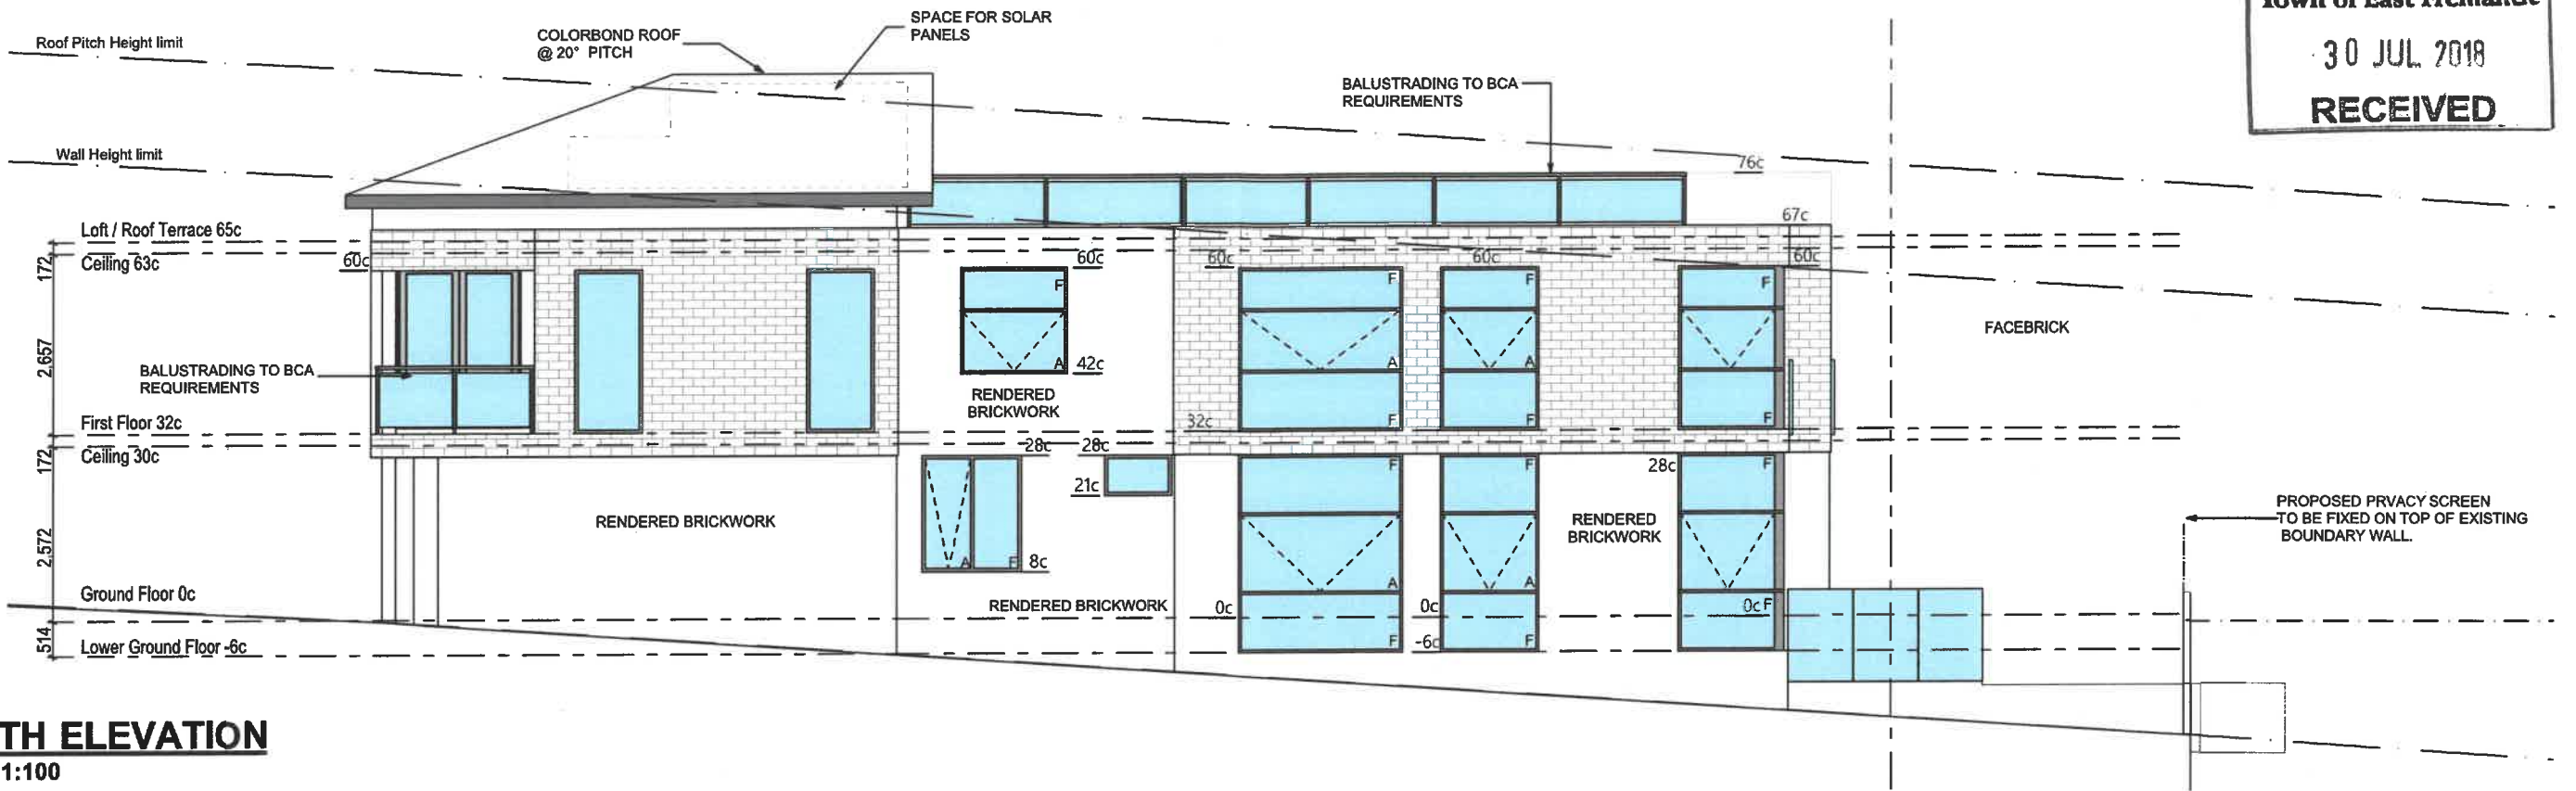 Town of East Fremantle
30 JUL 2018
RECEIVED
Roof Pitch Height limit
COLORBOND ROOF
@ 20° PITCH
SPACE FOR SOLAR
PANELS
BALUSTRADING TO BCA
REQUIREMENTS
Wall Height limit
76c
67c
Loft / Roof Terrace 65c
172
Ceiling 63c
60c
60c
60c
60c
60c
F
F
F
F
2,657
BALUSTRADING TO BCA
REQUIREMENTS
A
42c
A
A
RENDERED
BRICKWORK
FACEBRICK
First Floor 32c
32c
F
F
F
172
Ceiling 30c
28c
28c
28c
F
F
F
21c
RENDERED BRICKWORK
RENDERED
BRICKWORK
PROPOSED PRVACY SCREEN
TO BE FIXED ON TOP OF EXISTING
BOUNDARY WALL.
2,572
A
F
8c
A
A
Ground Floor 0c
RENDERED BRICKWORK
0c
0c
0c
F
514
Lower Ground Floor -6c
F
-6c
F
TH ELEVATION
1:100